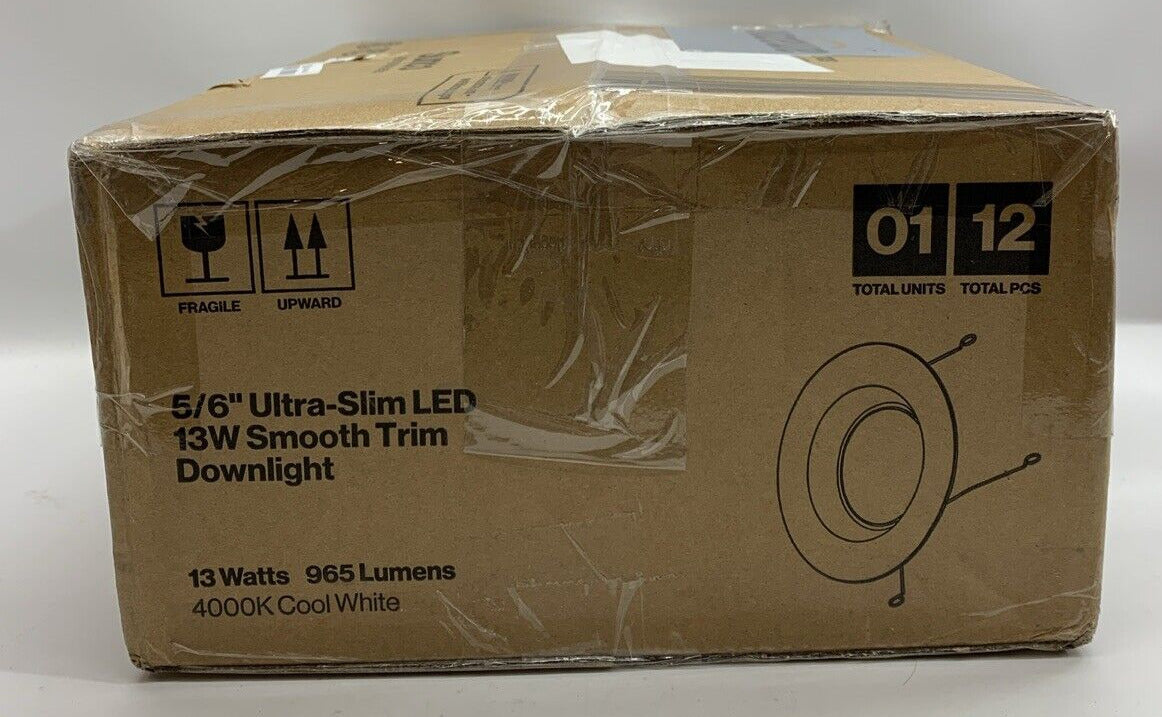 FRAGILE
UPWARD
01 12
TOTAL UNITS TOTAL PCS
5/6" Ultra-Slim LED
13W Smooth Trim
Downlight
13 Watts 965 Lumens
4000K Cool White